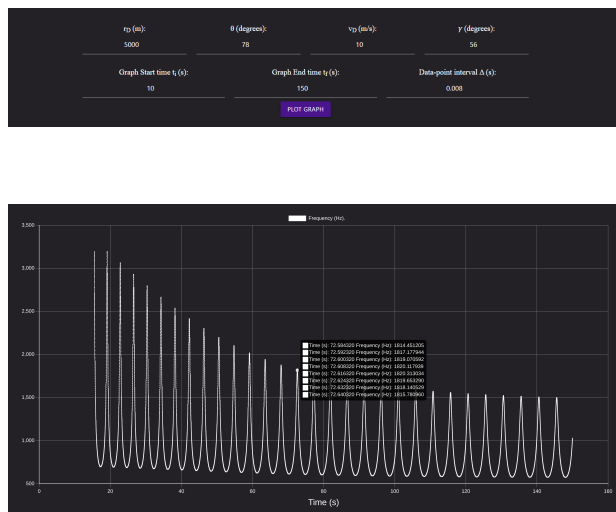 r_D (m): θ (degrees): v_D (m/s): γ (degrees):
5000 78 10 56
Graph Start time t_i (s): Graph End time t_f (s): Data-point interval Δ (s):
10 150 0.008
PLOT GRAPH
Frequency (Hz).
3,500
3,000
2,500
2,000
1,500
1,000
500
Time (s): 72.584320 Frequency (Hz): 1814.451205
Time (s): 72.592320 Frequency (Hz): 1817.177944
Time (s): 72.600320 Frequency (Hz): 1819.070592
Time (s): 72.608320 Frequency (Hz): 1820.117939
Time (s): 72.616320 Frequency (Hz): 1820.313034
Time (s): 72.624320 Frequency (Hz): 1819.653290
Time (s): 72.632320 Frequency (Hz): 1818.140529
Time (s): 72.640320 Frequency (Hz): 1815.780960
0 20 40 60 80 100 120 140 160
Time (s)